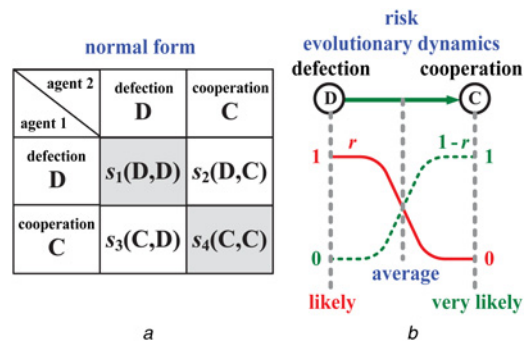 normal form
agent 2
agent 1
defection
D
cooperation
C
defection
D
s1(D,D)
s2(D,C)
cooperation
C
s3(C,D)
s4(C,C)
a
risk
evolutionary dynamics
defection
cooperation
D
C
1
r
1-r
1
0
0
average
likely
very likely
b